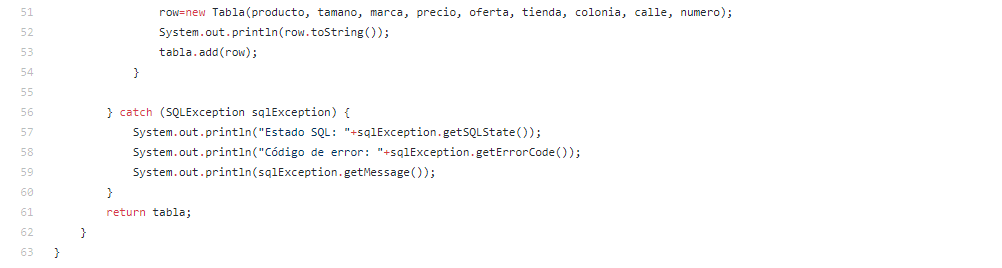 51 row=new Tabla(producto, tamano, marca, precio, oferta, tienda, colonia, calle, numero);
52 System.out.println(row.toString());
53 tabla.add(row);
54 }
55
56 } catch (SQLException sqlException) {
57 System.out.println("Estado SQL: "+sqlException.getSQLState());
58 System.out.println("Código de error: "+sqlException.getErrorCode());
59 System.out.println(sqlException.getMessage());
60 }
61 return tabla;
62 }
63 }